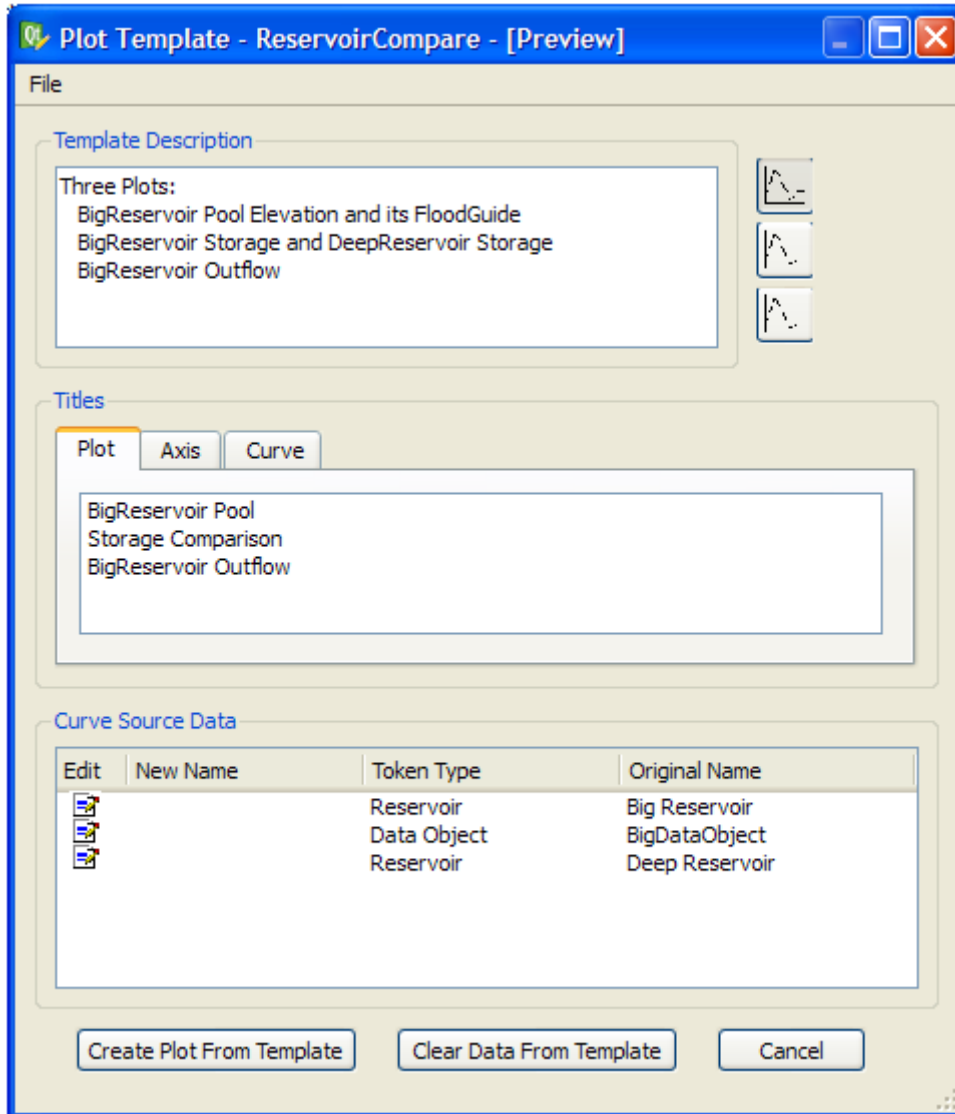 Plot Template - ReservoirCompare - [Preview]
File
Template Description
Three Plots:
BigReservoir Pool Elevation and its FloodGuide
BigReservoir Storage and DeepReservoir Storage
BigReservoir Outflow
Titles
Plot Axis Curve
BigReservoir Pool
Storage Comparison
BigReservoir Outflow
Curve Source Data
Edit New Name Token Type Original Name
Reservoir Big Reservoir
Data Object BigDataObject
Reservoir Deep Reservoir
Create Plot From Template Clear Data From Template Cancel